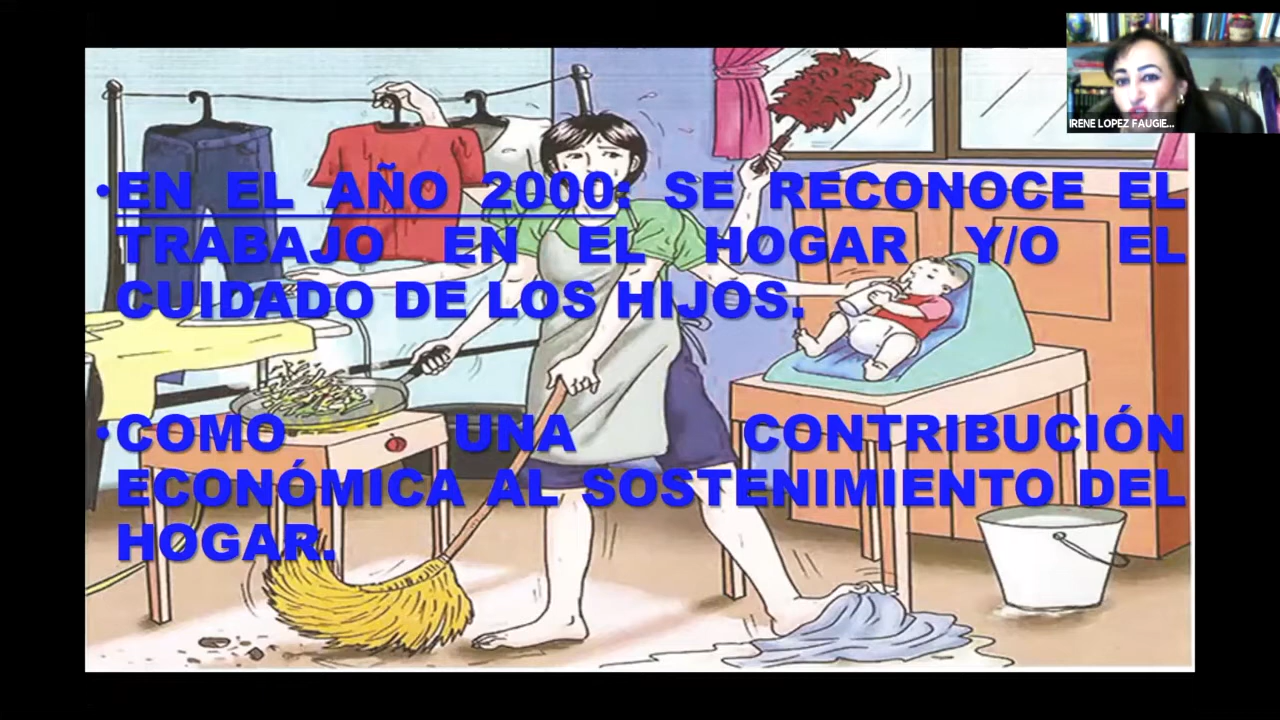 IRENE LOPEZ FAUGIE...
•EN EL AÑO 2000: SE RECONOCE EL
TRABAJO EN EL HOGAR Y/O EL
CUIDADO DE LOS HIJOS.
•COMO UNA CONTRIBUCIÓN
ECONÓMICA AL SOSTENIMIENTO DEL
HOGAR.